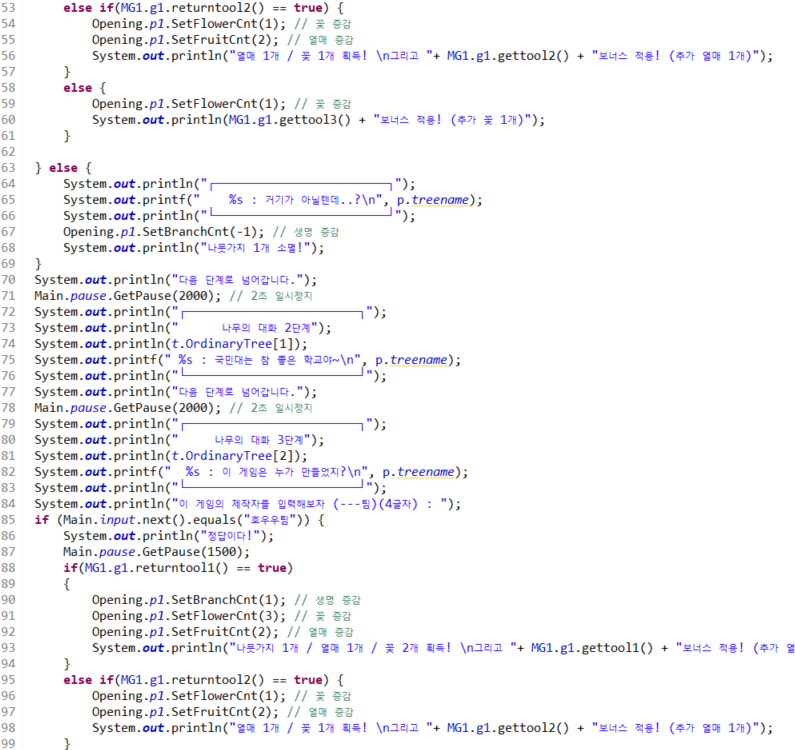 53 else if(MG1.g1.returntool2() == true) {
54 Opening.p1.SetFlowerCnt(1); // 꽃 증감
55 Opening.p1.SetFruitCnt(2); // 열매 증감
56 System.out.println("열매 1개 / 꽃 1개 획득! \n그리고 "+ MG1.g1.gettool2() + "보너스 적용! (추가 열매 1개)");
57 }
58 else {
59 Opening.p1.SetFlowerCnt(1); // 꽃 증감
60 System.out.println(MG1.g1.gettool3() + "보너스 적용! (추가 꽃 1개)");
61 }
62
63 } else {
64 System.out.println("┌─────────────────────────┐");
65 System.out.printf("    %s : 거기가 아닐텐데..?\n", p.treename);
66 System.out.println("└─────────────────────────┘");
67 Opening.p1.SetBranchCnt(-1); // 생명 증감
68 System.out.println("나뭇가지 1개 소멸!");
69 }
70 System.out.println("다음 단계로 넘어갑니다.");
71 Main.pause.GetPause(2000); // 2초 일시정지
72 System.out.println("┌─────────────────────────┐");
73 System.out.println("      나무의 대화 2단계");
74 System.out.println(t.OrdinaryTree[1]);
75 System.out.printf(" %s : 국민대는 참 좋은 학교야~\n", p.treename);
76 System.out.println("└─────────────────────────┘");
77 System.out.println("다음 단계로 넘어갑니다.");
78 Main.pause.GetPause(2000); // 2초 일시정지
79 System.out.println("┌─────────────────────────┐");
80 System.out.println("     나무의 대화 3단계");
81 System.out.println(t.OrdinaryTree[2]);
82 System.out.printf("  %s : 이 게임은 누가 만들었지?\n", p.treename);
83 System.out.println("└─────────────────────────┘");
84 System.out.println("이 게임의 제작자를 입력해보자 (---팀)(4글자) : ");
85 if (Main.input.next().equals("호우우팀")) {
86 System.out.println("정답이다!");
87 Main.pause.GetPause(1500);
88 if(MG1.g1.returntool1() == true)
89 {
90 Opening.p1.SetBranchCnt(1); // 생명 증감
91 Opening.p1.SetFlowerCnt(3); // 꽃 증감
92 Opening.p1.SetFruitCnt(2); // 열매 증감
93 System.out.println("나뭇가지 1개 / 열매 1개 / 꽃 2개 획득! \n그리고 "+ MG1.g1.gettool1() + "보너스 적용! (추가 열
94 }
95 else if(MG1.g1.returntool2() == true) {
96 Opening.p1.SetFlowerCnt(1); // 꽃 증감
97 Opening.p1.SetFruitCnt(2); // 열매 증감
98 System.out.println("열매 1개 / 꽃 1개 획득! \n그리고 "+ MG1.g1.gettool2() + "보너스 적용! (추가 열매 1개)");
99 }